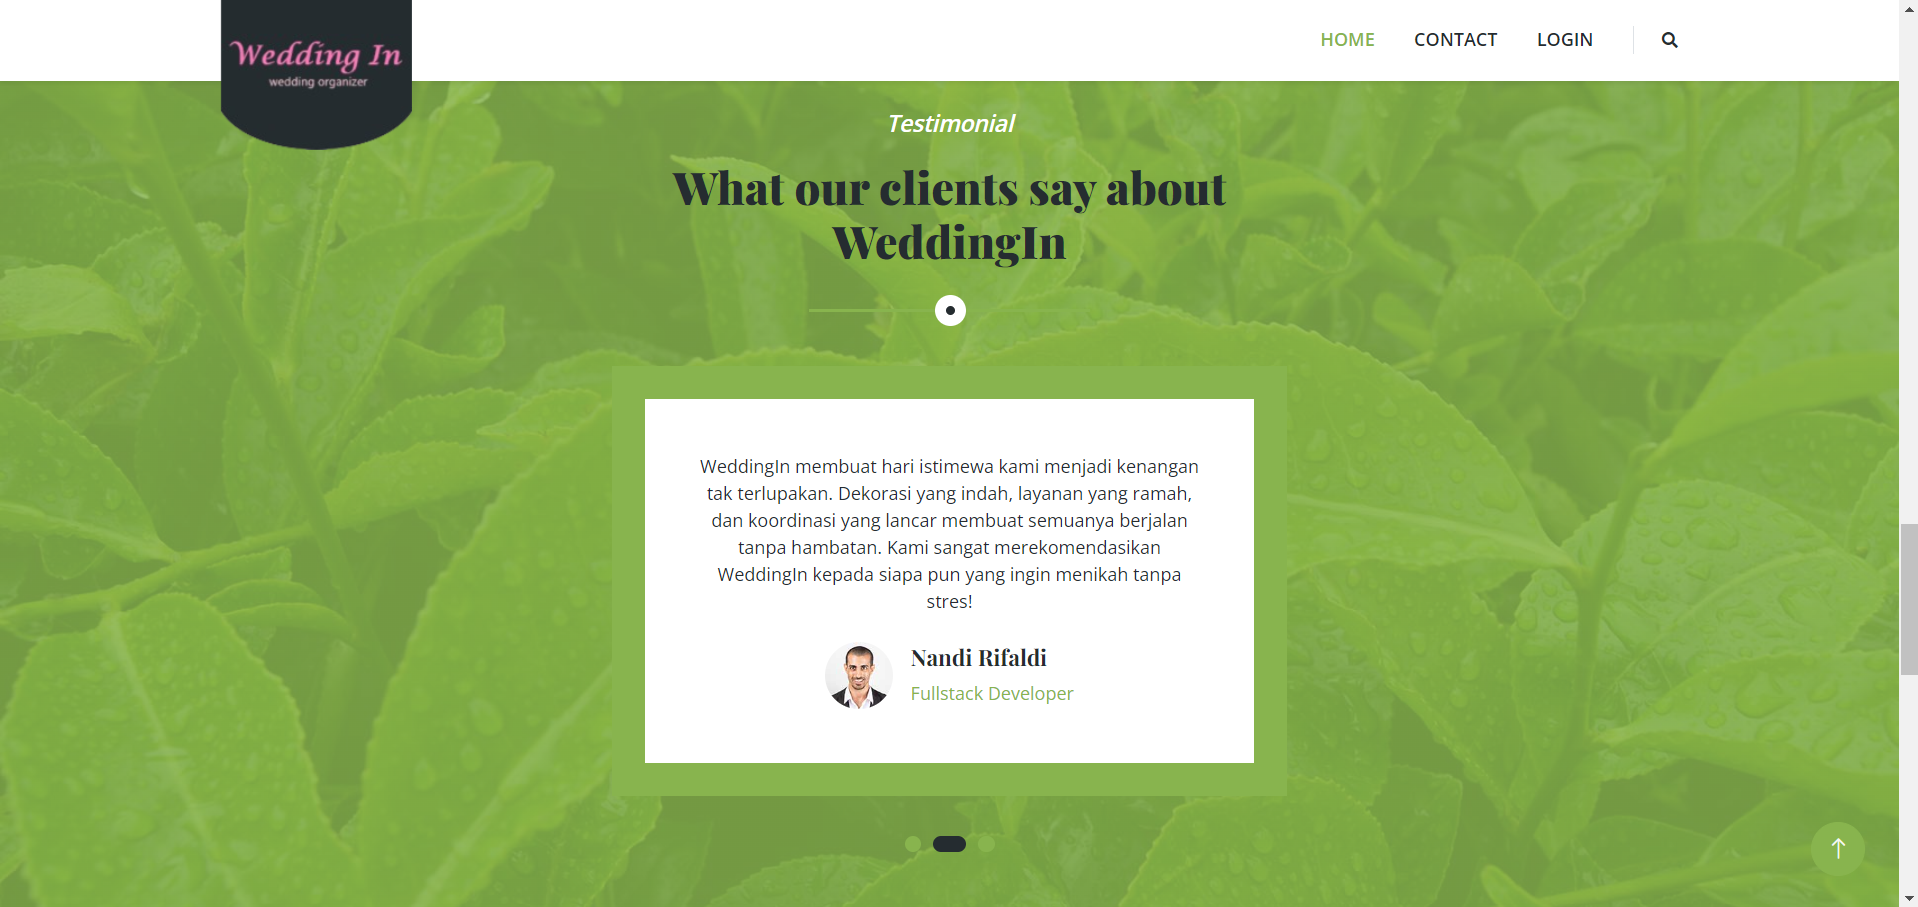 Wedding In
wedding organizer
HOME
CONTACT
LOGIN
Testimonial
What our clients say about
WeddingIn
WeddingIn membuat hari istimewa kami menjadi kenangan
tak terlupakan. Dekorasi yang indah, layanan yang ramah,
dan koordinasi yang lancar membuat semuanya berjalan
tanpa hambatan. Kami sangat merekomendasikan
WeddingIn kepada siapa pun yang ingin menikah tanpa
stres!
Nandi Rifaldi
Fullstack Developer